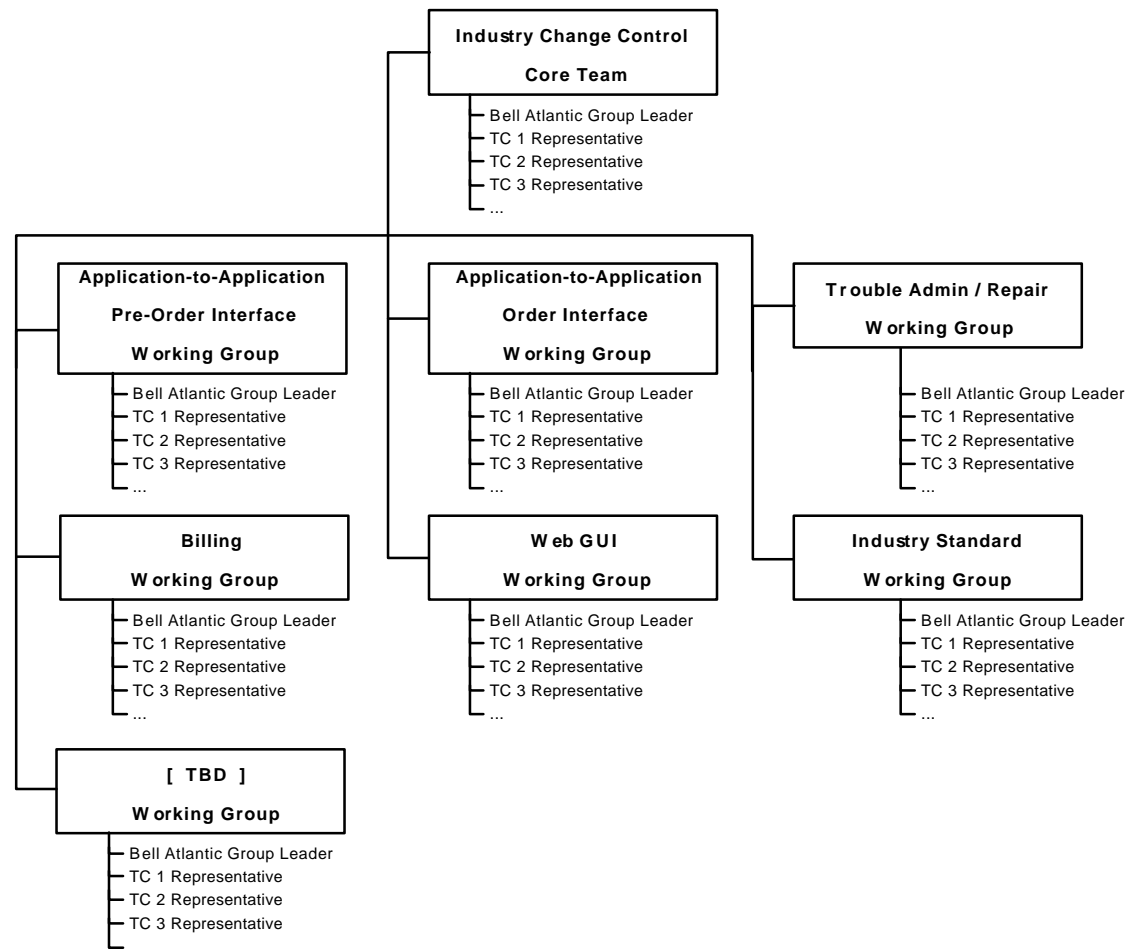 Industry Change Control
Core Team
Bell Atlantic Group Leader
TC 1 Representative
TC 2 Representative
TC 3 Representative
...
Application-to-Application
Pre-Order Interface
Working Group
Bell Atlantic Group Leader
TC 1 Representative
TC 2 Representative
TC 3 Representative
...
Application-to-Application
Order Interface
Working Group
Bell Atlantic Group Leader
TC 1 Representative
TC 2 Representative
TC 3 Representative
...
Trouble Admin / Repair
Working Group
Bell Atlantic Group Leader
TC 1 Representative
TC 2 Representative
TC 3 Representative
...
Billing
Working Group
Bell Atlantic Group Leader
TC 1 Representative
TC 2 Representative
TC 3 Representative
...
Web GUI
Working Group
Bell Atlantic Group Leader
TC 1 Representative
TC 2 Representative
TC 3 Representative
...
Industry Standard
Working Group
Bell Atlantic Group Leader
TC 1 Representative
TC 2 Representative
TC 3 Representative
...
[ TBD ]
Working Group
Bell Atlantic Group Leader
TC 1 Representative
TC 2 Representative
TC 3 Representative